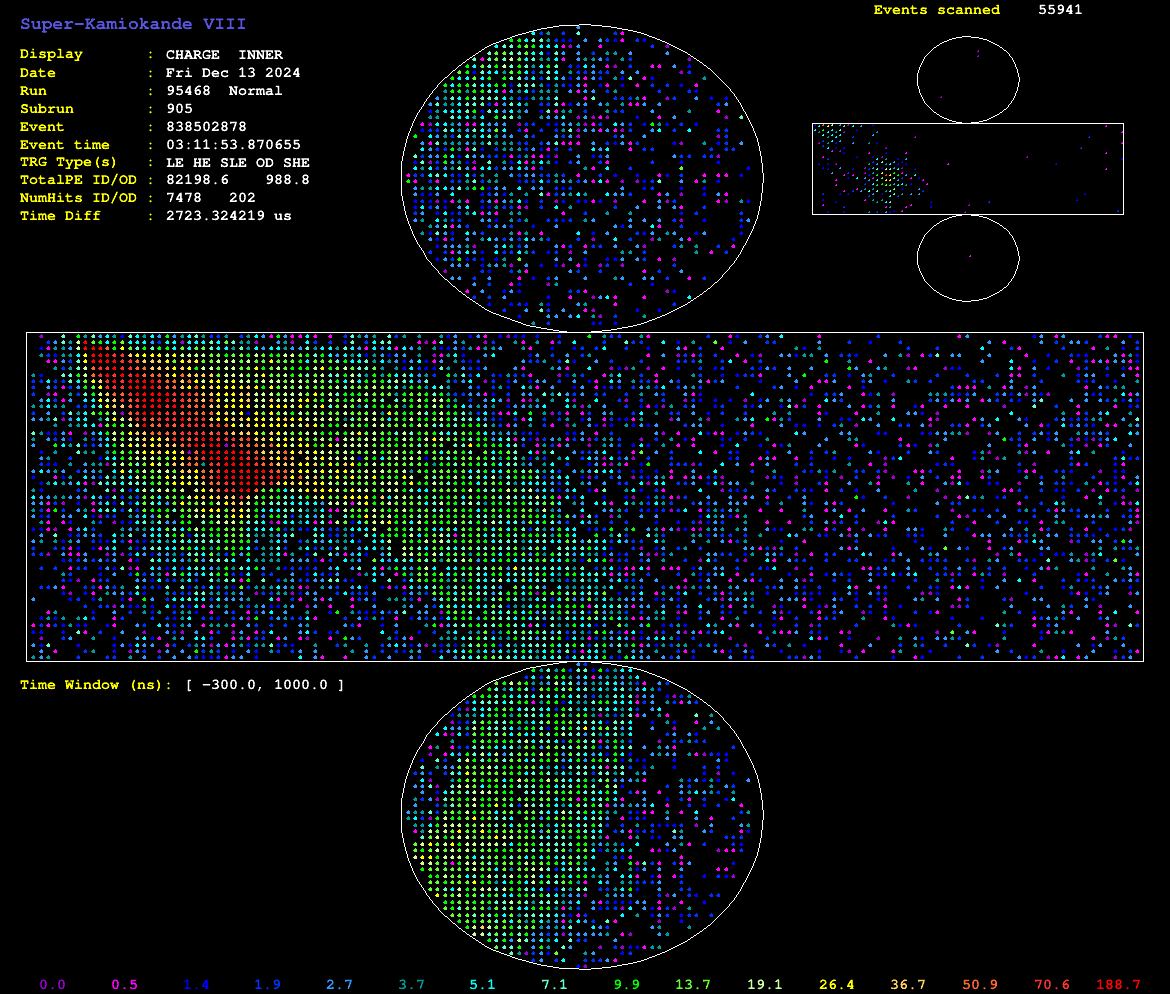 Super-Kamiokande VIII
Events scanned 55941
Display : CHARGE INNER
Date : Fri Dec 13 2024
Run : 95468 Normal
Subrun : 905
Event : 838502878
Event time : 03:11:53.870655
TRG Type(s) : LE HE SLE OD SHE
TotalPE ID/OD : 82198.6 988.8
NumHits ID/OD : 7478 202
Time Diff : 2723.324219 us
Time Window (ns): [ −300.0, 1000.0 ]
0.0 0.5 1.4 1.9 2.7 3.7 5.1 7.1 9.9 13.7 19.1 26.4 36.7 50.9 70.6 188.7